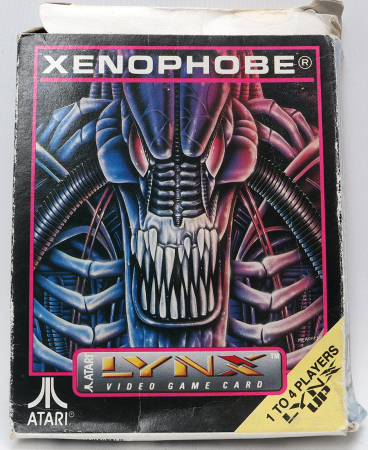 XENOPHOBE®
ATARI LYNX™
VIDEO GAME CARD
ATARI®
1 TO 4 PLAYERS
LYNX UP